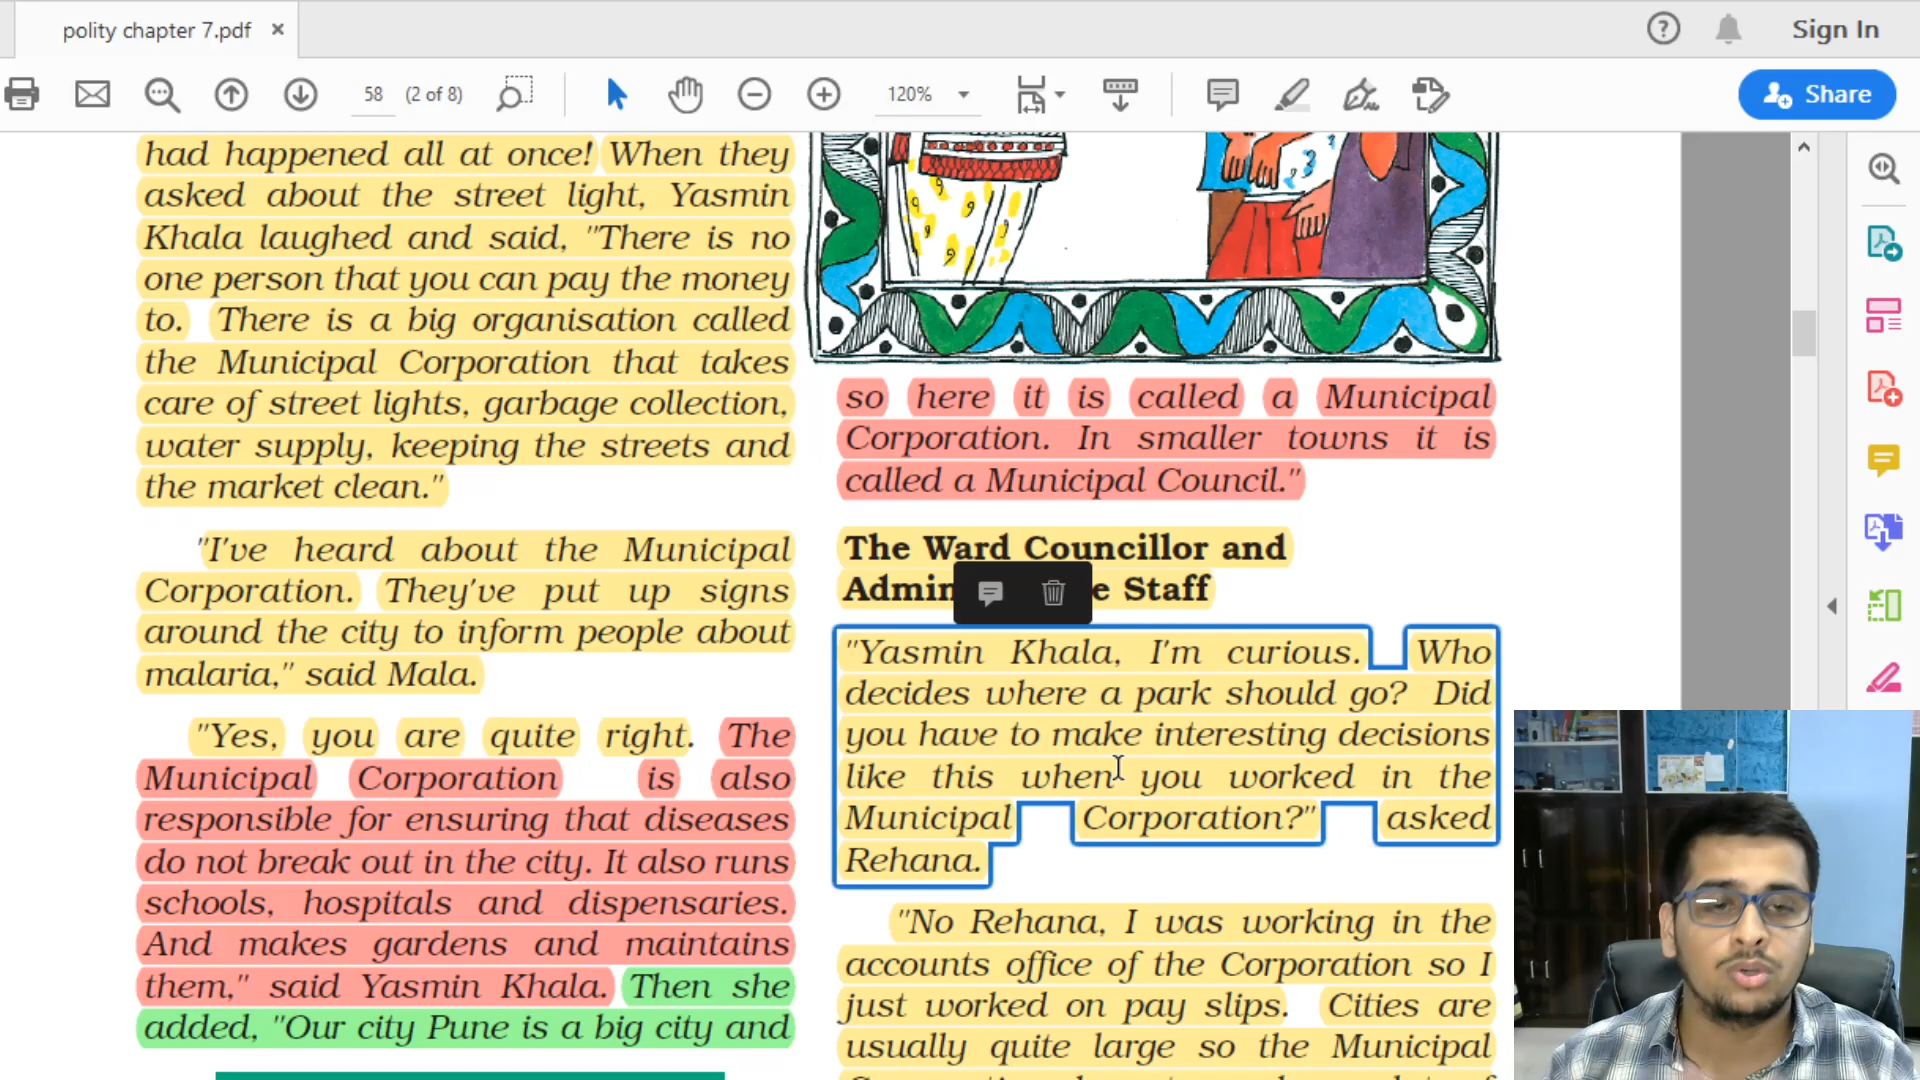 polity chapter 7.pdf
Sign In
58 (2 of 8)
120%
Share
had happened all at once! When they
asked about the street light, Yasmin
Khala laughed and said, "There is no
one person that you can pay the money
to. There is a big organisation called
the Municipal Corporation that takes
care of street lights, garbage collection,
water supply, keeping the streets and
the market clean."
"I've heard about the Municipal
Corporation. They've put up signs
around the city to inform people about
malaria," said Mala.
"Yes, you are quite right. The
Municipal Corporation is also
responsible for ensuring that diseases
do not break out in the city. It also runs
schools, hospitals and dispensaries.
And makes gardens and maintains
them," said Yasmin Khala. Then she
added, "Our city Pune is a big city and
so here it is called a Municipal
Corporation. In smaller towns it is
called a Municipal Council."
The Ward Councillor and
Admin e Staff
"Yasmin Khala, I'm curious. Who
decides where a park should go? Did
you have to make interesting decisions
like this when you worked in the
Municipal Corporation?" asked
Rehana.
"No Rehana, I was working in the
accounts office of the Corporation so I
just worked on pay slips. Cities are
usually quite large so the Municipal